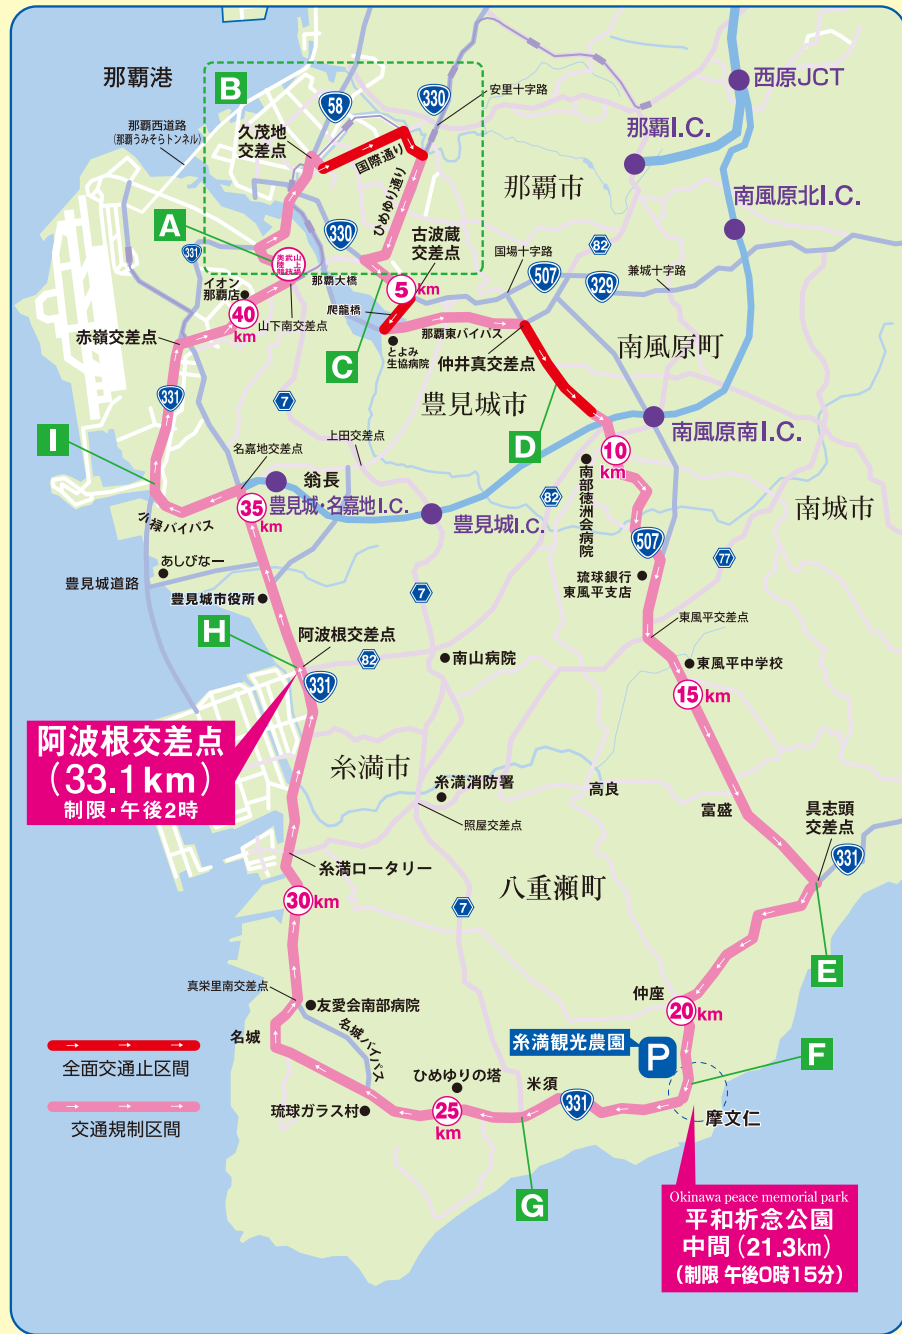 那覇港
那覇西道路
(那覇うみそらトンネル)
B
58
330
安里十字路
西原JCT
久茂地
交差点
国際通り
那覇I.C.
那覇市
ひめゆり通り
南風原北I.C.
A
331
奥武山
陸上
競技場
330
古波蔵
交差点
82
国場十字路
507
329
兼城十字路
イオン
那覇店
那覇大橋
5km
爬龍橋
40
km
山下南交差点
赤嶺交差点
那覇東バイパス
とよみ
生協病院
仲井真交差点
南風原町
C
331
7
豊見城市
D
南風原南I.C.
I
上田交差点
名嘉地交差点
10
km
翁長
豊見城・名嘉地I.C.
35
km
小禄バイパス
豊見城I.C.
82
南部徳洲会病院
南城市
507
77
あしびなー
豊見城道路
琉球銀行
東風平支店
7
豊見城市役所
東風平交差点
H
阿波根交差点
82
南山病院
東風平中学校
331
15km
阿波根交差点
(33.1km)
制限・午後2時
糸満市
糸満消防署
高良
照屋交差点
富盛
具志頭
交差点
331
糸満ロータリー
八重瀬町
30km
7
E
真栄里南交差点
友愛会南部病院
仲座
20km
名城
名城バイパス
糸満観光農園
P
F
全面交通止区間
ひめゆりの塔
米須
331
交通規制区間
琉球ガラス村
25
km
摩文仁
G
Okinawa peace memorial park
平和祈念公園
中間(21.3km)
(制限 午後0時15分)